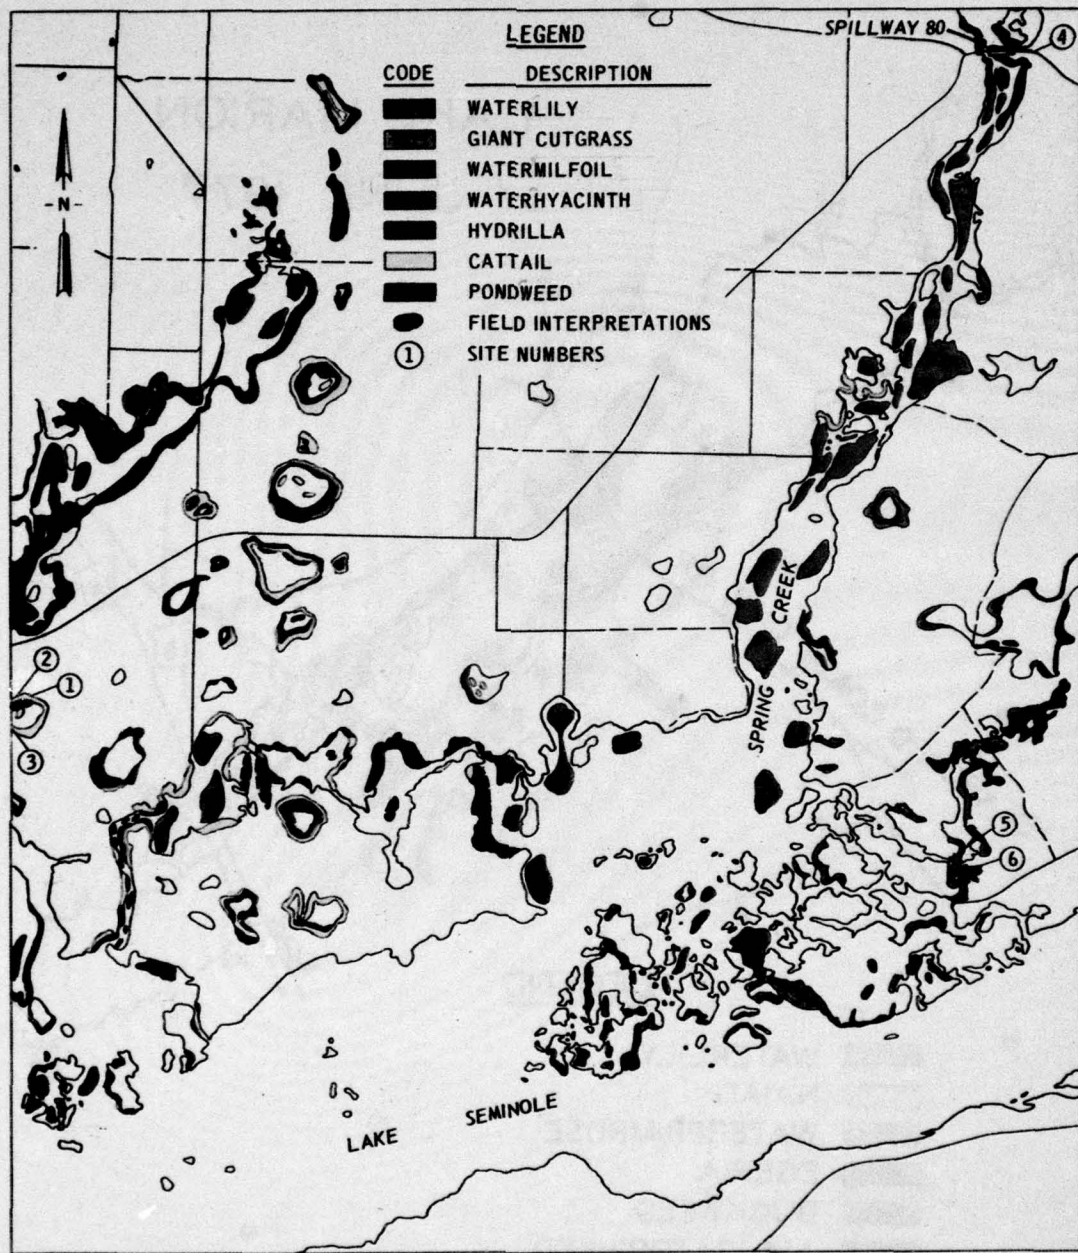 LEGEND
CODE DESCRIPTION
WATERLILY
GIANT CUTGRASS
WATERMILFOIL
WATERHYACINTH
HYDRILLA
CATTAIL
PONDWEED
FIELD INTERPRETATIONS
1 SITE NUMBERS
SPILLWAY 80
4
N
SPRING CREEK
2
1
3
5
6
LAKE SEMINOLE